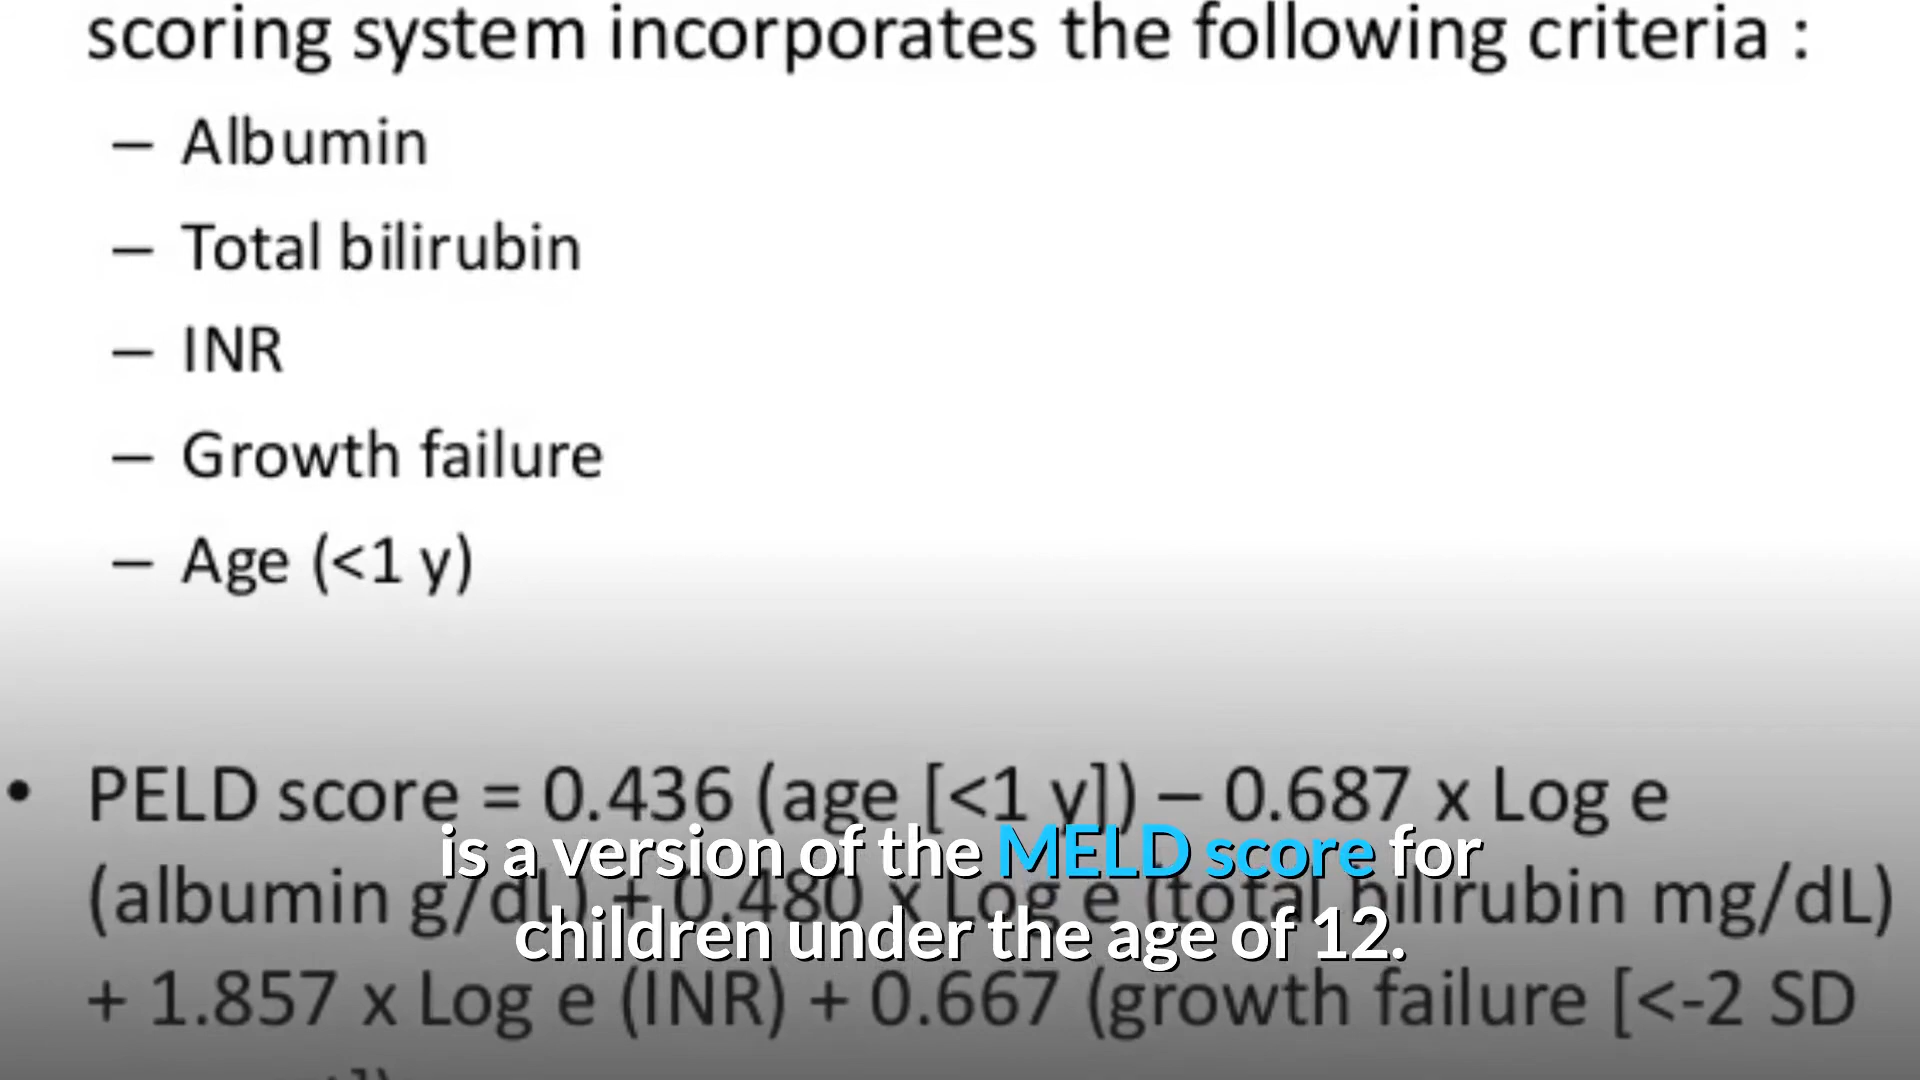 scoring system incorporates the following criteria :
– Albumin
– Total bilirubin
– INR
– Growth failure
– Age (<1 y)
• PELD score = 0.436 (age [<1 y]) – 0.687 x Log e
(albumin g/dL) + 0.480 x Log e (total bilirubin mg/dL)
+ 1.857 x Log e (INR) + 0.667 (growth failure [<-2 SD
is a version of the MELD score for
children under the age of 12.